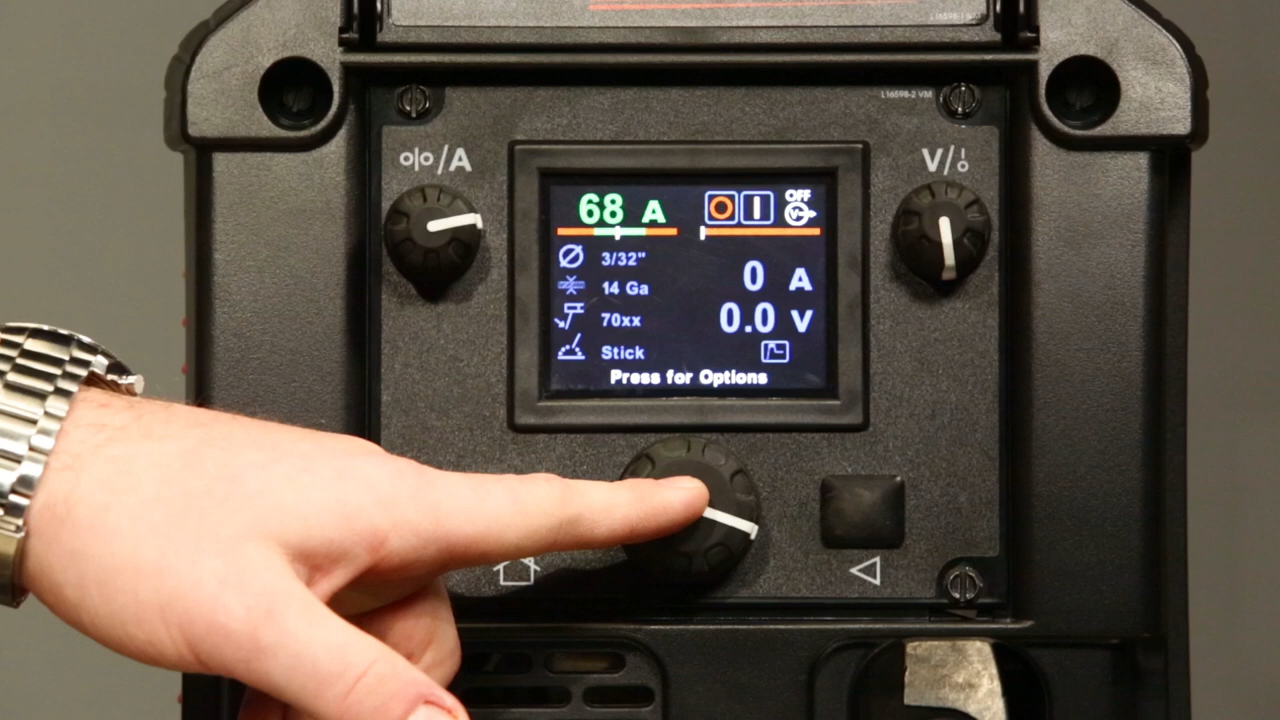 L16598-2 VM
o|o/A
V/
68 A
OFF
V
3/32"
14 Ga
0 A
70xx
0.0 V
Stick
Press for Options